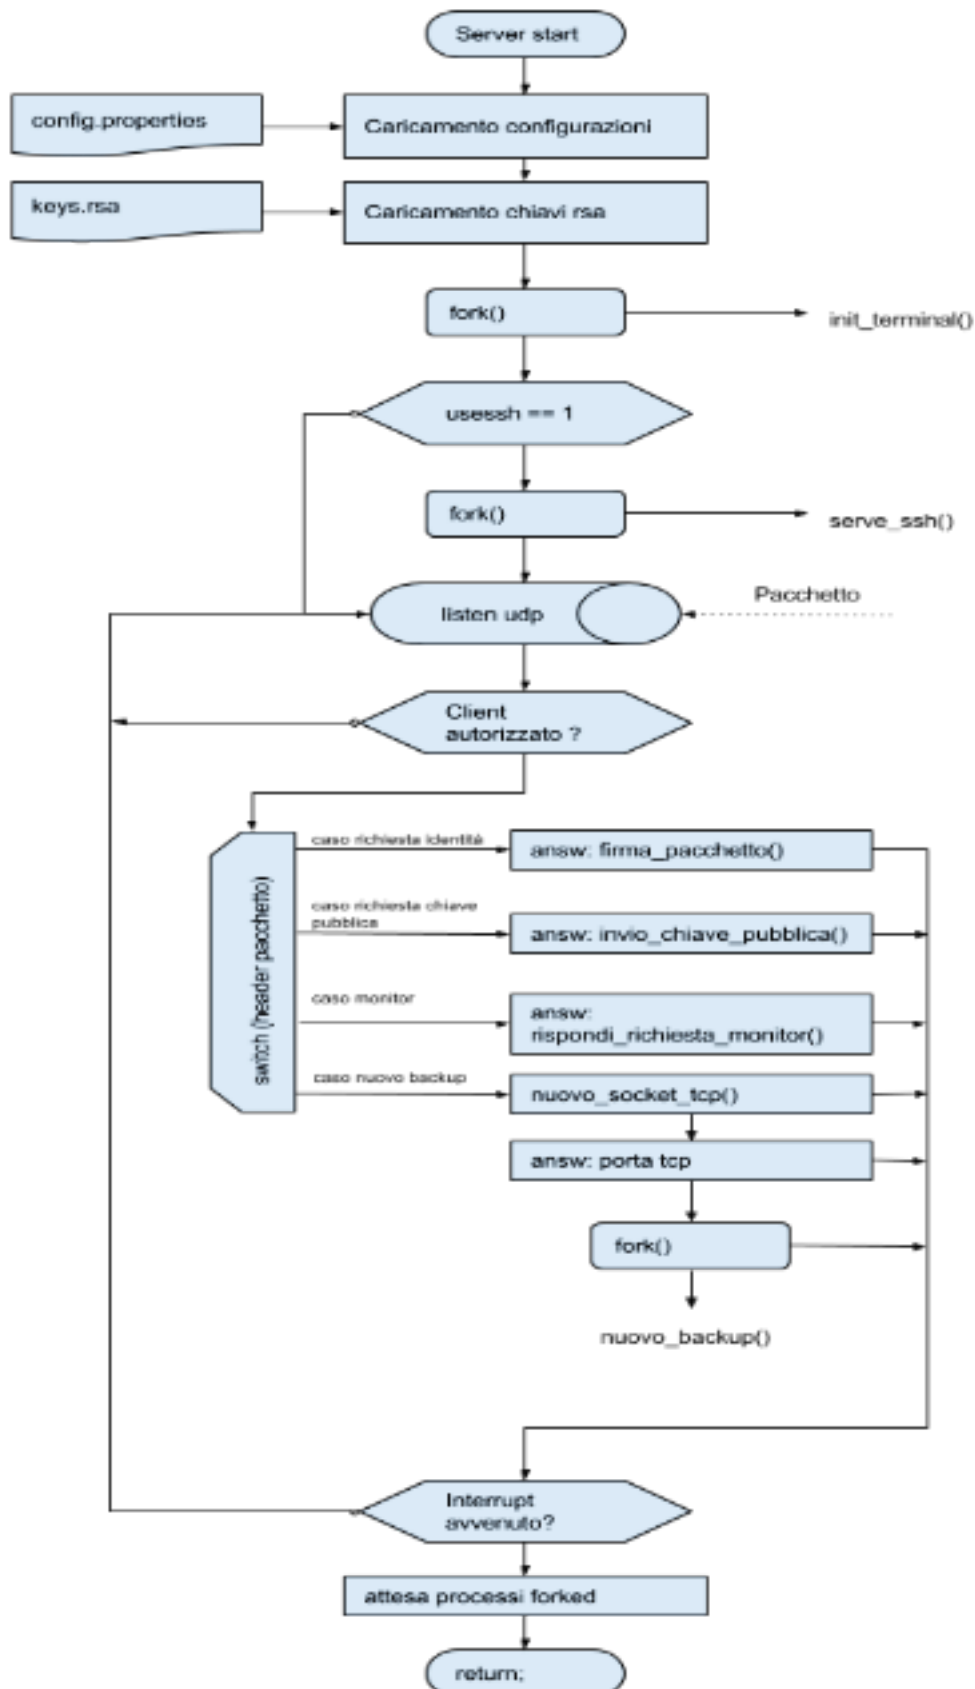 Server start
config.properties
Caricamento configurazioni
keys.rsa
Caricamento chiavi rsa
fork()
init_terminal()
usessh == 1
fork()
serve_ssh()
Pacchetto
listen udp
Client
autorizzato ?
switch (header pacchetto)
caso richiesta identità
answ: firma_pacchetto()
caso richiesta chiave
pubblica
answ: invio_chiave_pubblica()
caso monitor
answ:
rispondi_richiesta_monitor()
caso nuovo backup
nuovo_socket_tcp()
answ: porta tcp
fork()
nuovo_backup()
Interrupt
avvenuto?
attesa processi forked
return;